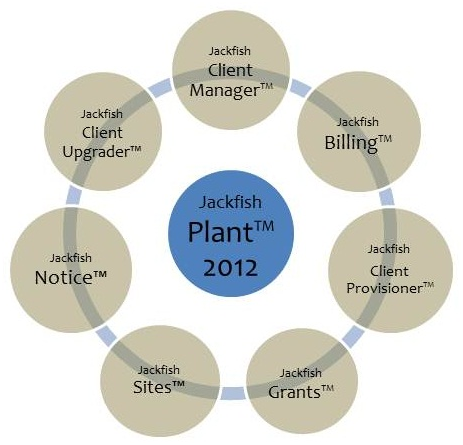 Jackfish
Client
Manager™
Jackfish
Billing™
Jackfish
Client
Provisioner™
Jackfish
Grants™
Jackfish
Sites™
Jackfish
Notice™
Jackfish
Client
Upgrader™
Jackfish
Plant™
2012